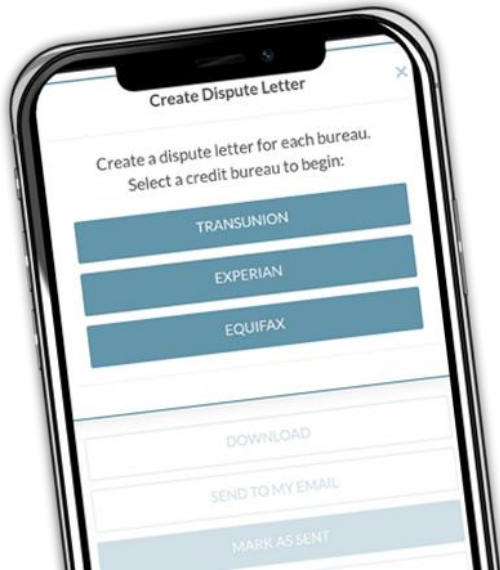 Create Dispute Letter
×
Create a dispute letter for each bureau.
Select a credit bureau to begin:
TRANSUNION
EXPERIAN
EQUIFAX
DOWNLOAD
SEND TO MY EMAIL
MARK AS SENT